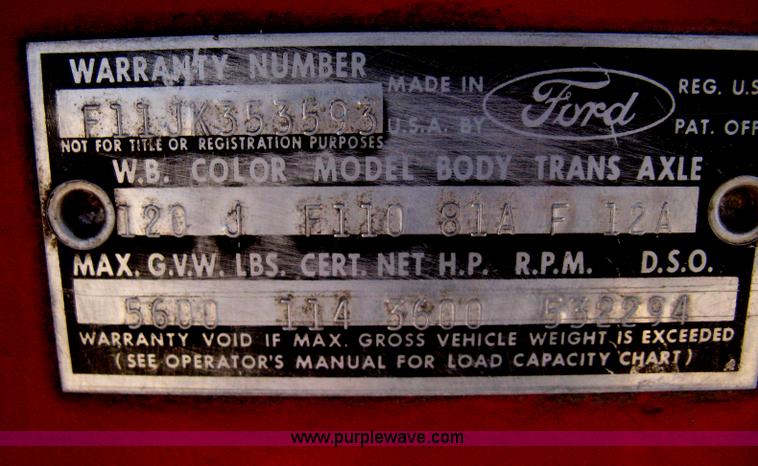 WARRANTY NUMBER
MADE IN Ford REG. U.S
F11JK353593
U.S.A. BY PAT. OFF
NOT FOR TITLE OR REGISTRATION PURPOSES
W.B. COLOR MODEL BODY TRANS AXLE
120 J F110 81A F 12A
MAX. G.V.W. LBS. CERT. NET H.P. R.P.M. D.S.O.
5600 114 3600 532294
WARRANTY VOID IF MAX. GROSS VEHICLE WEIGHT IS EXCEEDED
(SEE OPERATOR'S MANUAL FOR LOAD CAPACITY CHART)
www.purplewave.com